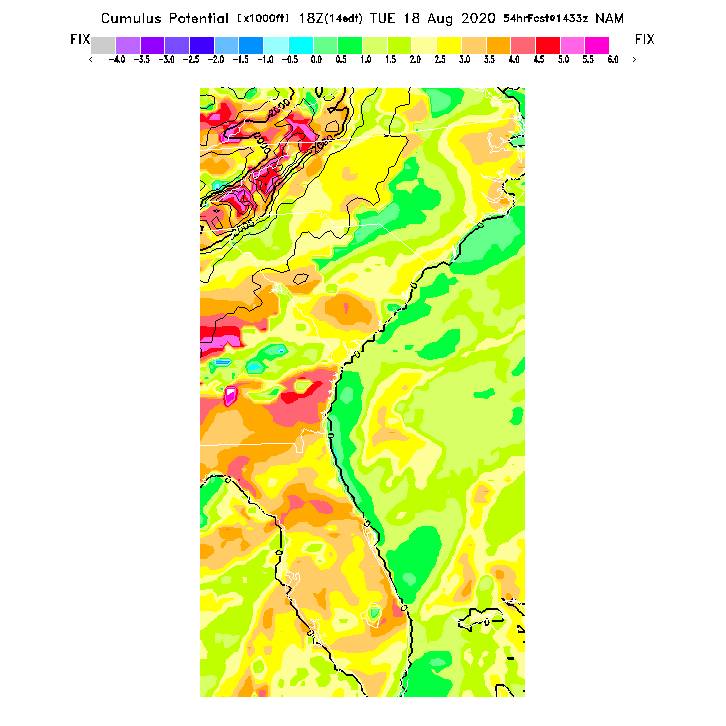 Cumulus Potential [x1000ft] 18Z(14edt) TUE 18 Aug 2020 54hrFcst@1433z NAM
FIX FIX
< -4.0 -3.5 -3.0 -2.5 -2.0 -1.5 -1.0 -0.5 0.0 0.5 1.0 1.5 2.0 2.5 3.0 3.5 4.0 4.5 5.0 5.5 6.0 >